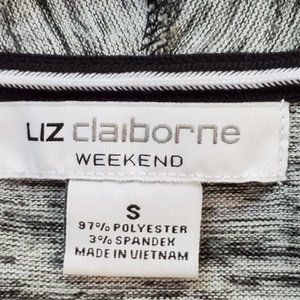 LIZ claiborne
WEEKEND
S
97% POLYESTER
3% SPANDEX
MADE IN VIETNAM